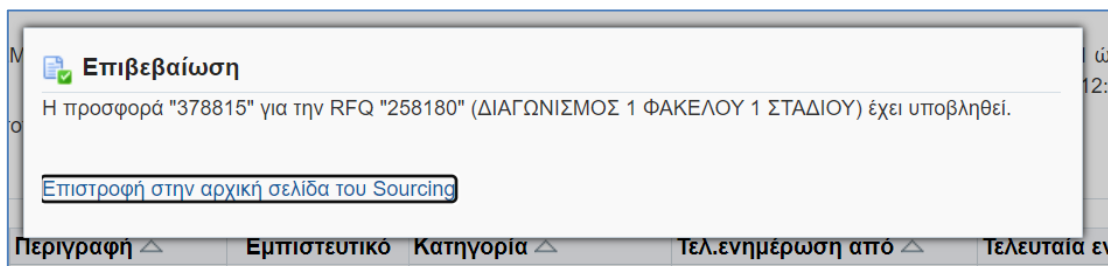 Επιβεβαίωση
Η προσφορά "378815" για την RFQ "258180" (ΔΙΑΓΩΝΙΣΜΟΣ 1 ΦΑΚΕΛΟΥ 1 ΣΤΑΔΙΟΥ) έχει υποβληθεί.
12:
Επιστροφή στην αρχική σελίδα του Sourcing
Περιγραφή Εμπιστευτικό Κατηγορία Τελ.ενημέρωση από Τελευταία